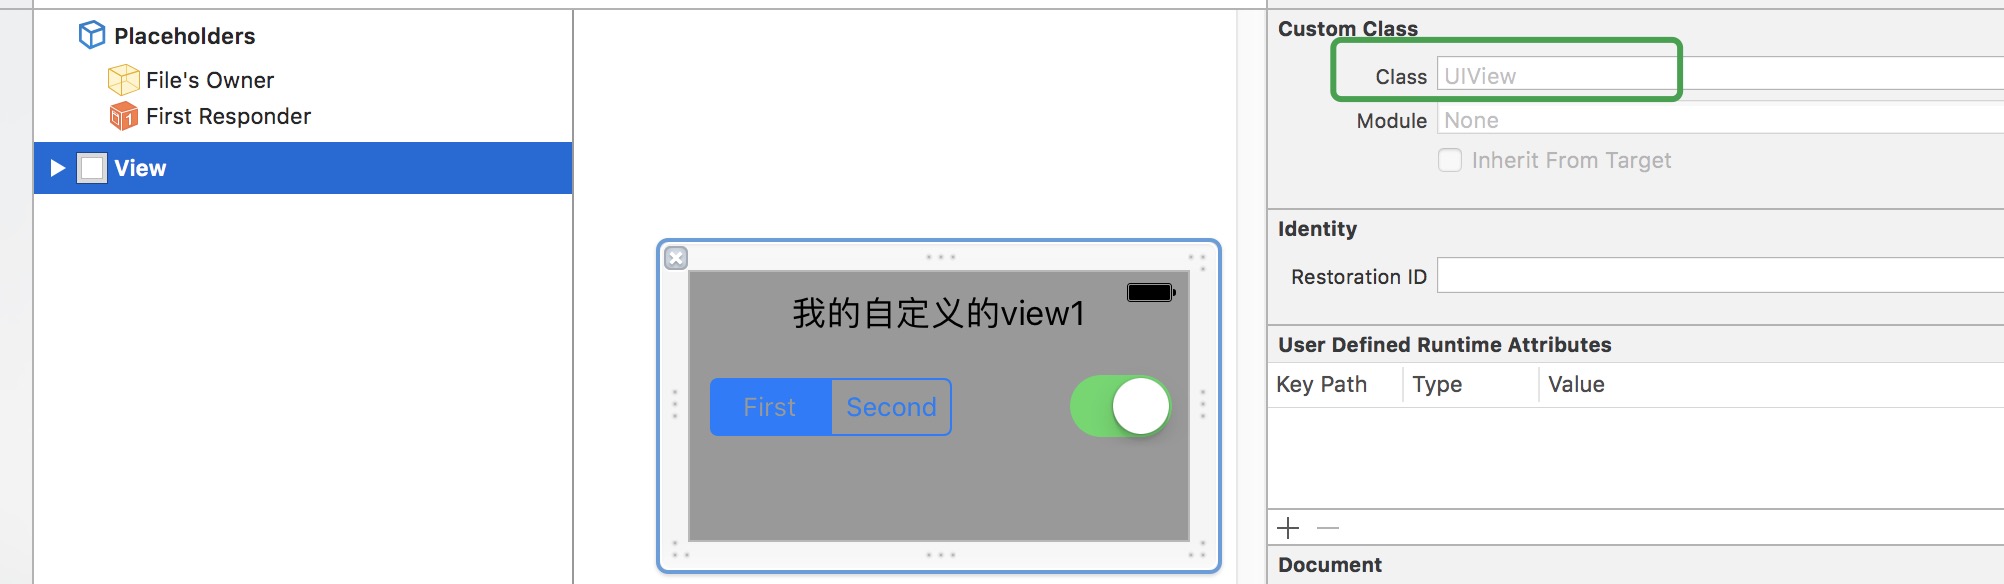 Placeholders
File's Owner
First Responder
View
我的自定义的view1
First Second
Custom Class
Class UIView
Module None
Inherit From Target
Identity
Restoration ID
User Defined Runtime Attributes
Key Path Type Value
Document